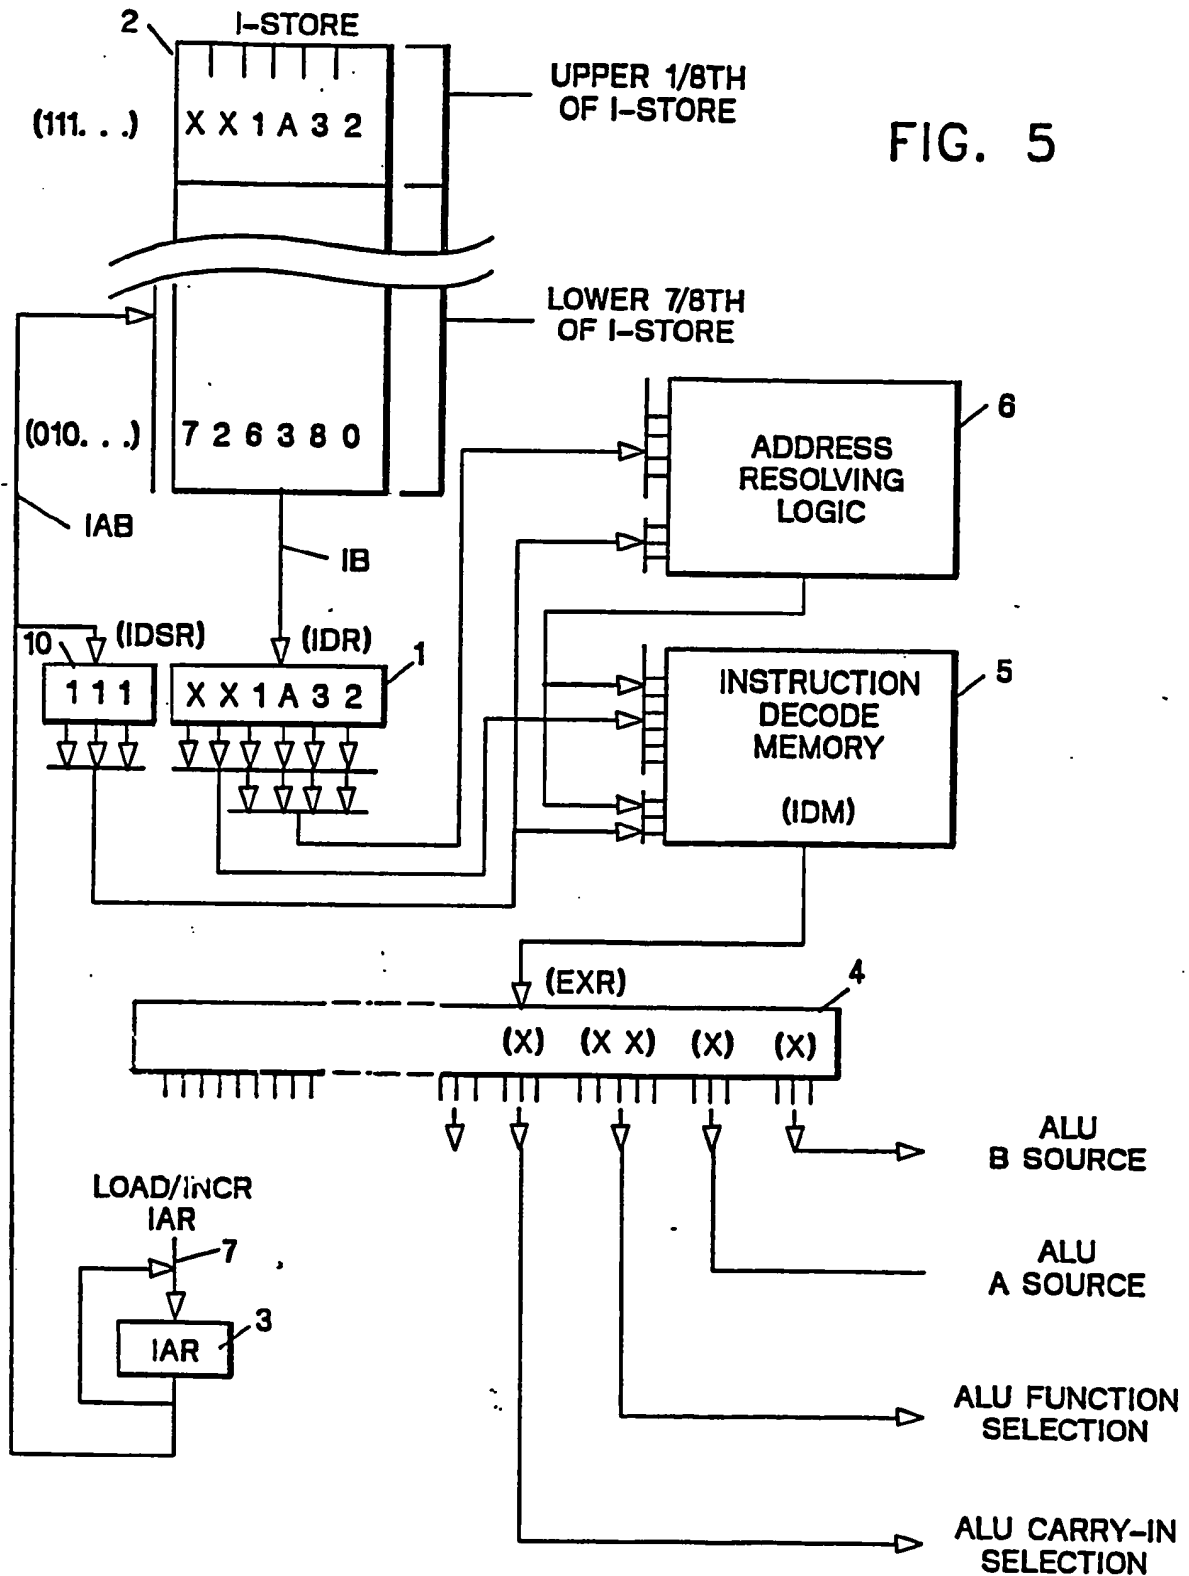 2
I-STORE
UPPER 1/8TH
OF I-STORE
(111. . .)
X X 1 A 3 2
FIG. 5
LOWER 7/8TH
OF I-STORE
(010. . .)
7 2 6 3 8 0
6
ADDRESS
RESOLVING
LOGIC
IAB
IB
10
(IDSR)
(IDR)
1
1 1 1
X X 1 A 3 2
5
INSTRUCTION
DECODE
MEMORY
(IDM)
(EXR)
4
(X) (X X) (X) (X)
ALU
B SOURCE
LOAD/INCR
IAR
7
ALU
A SOURCE
3
IAR
ALU FUNCTION
SELECTION
ALU CARRY-IN
SELECTION